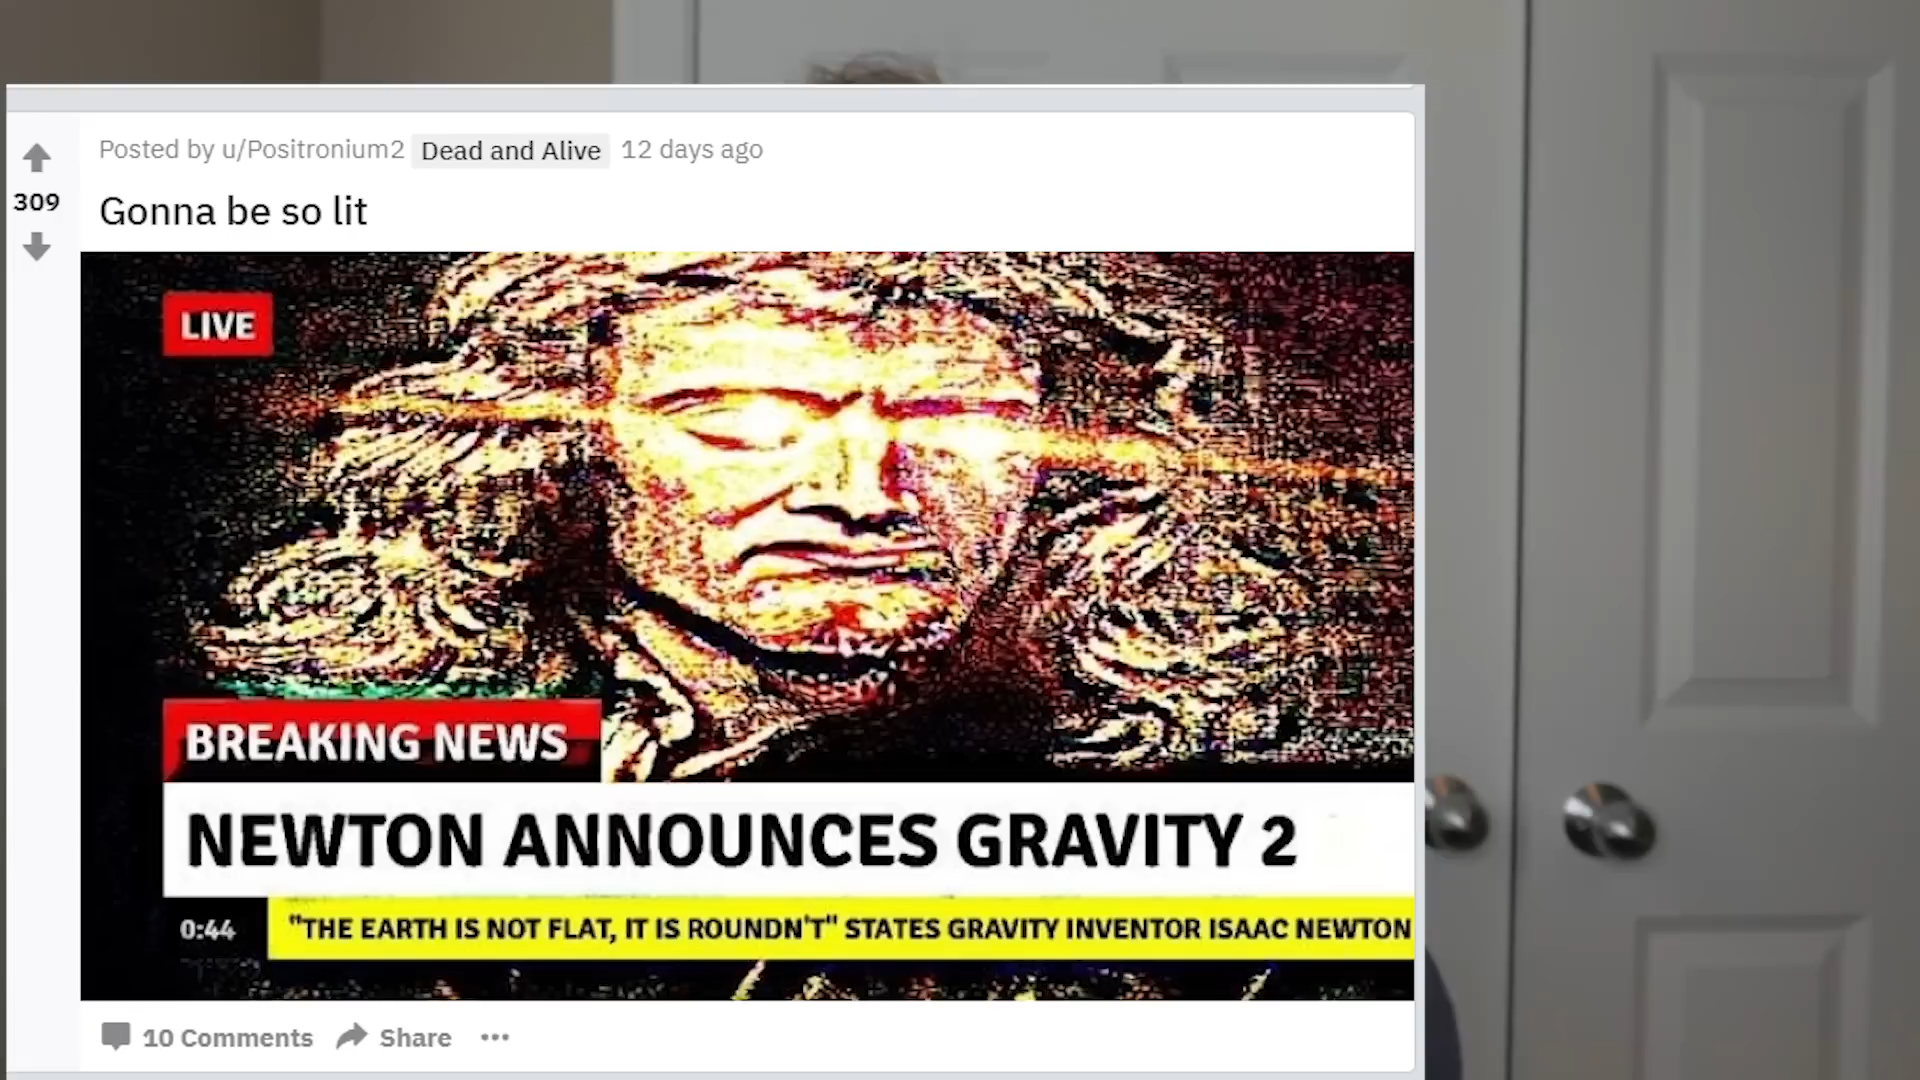 Posted by u/Positronium2 Dead and Alive 12 days ago
309
Gonna be so lit
LIVE
BREAKING NEWS
NEWTON ANNOUNCES GRAVITY 2
0:44 "THE EARTH IS NOT FLAT, IT IS ROUNDN'T" STATES GRAVITY INVENTOR ISAAC NEWTON
10 Comments Share